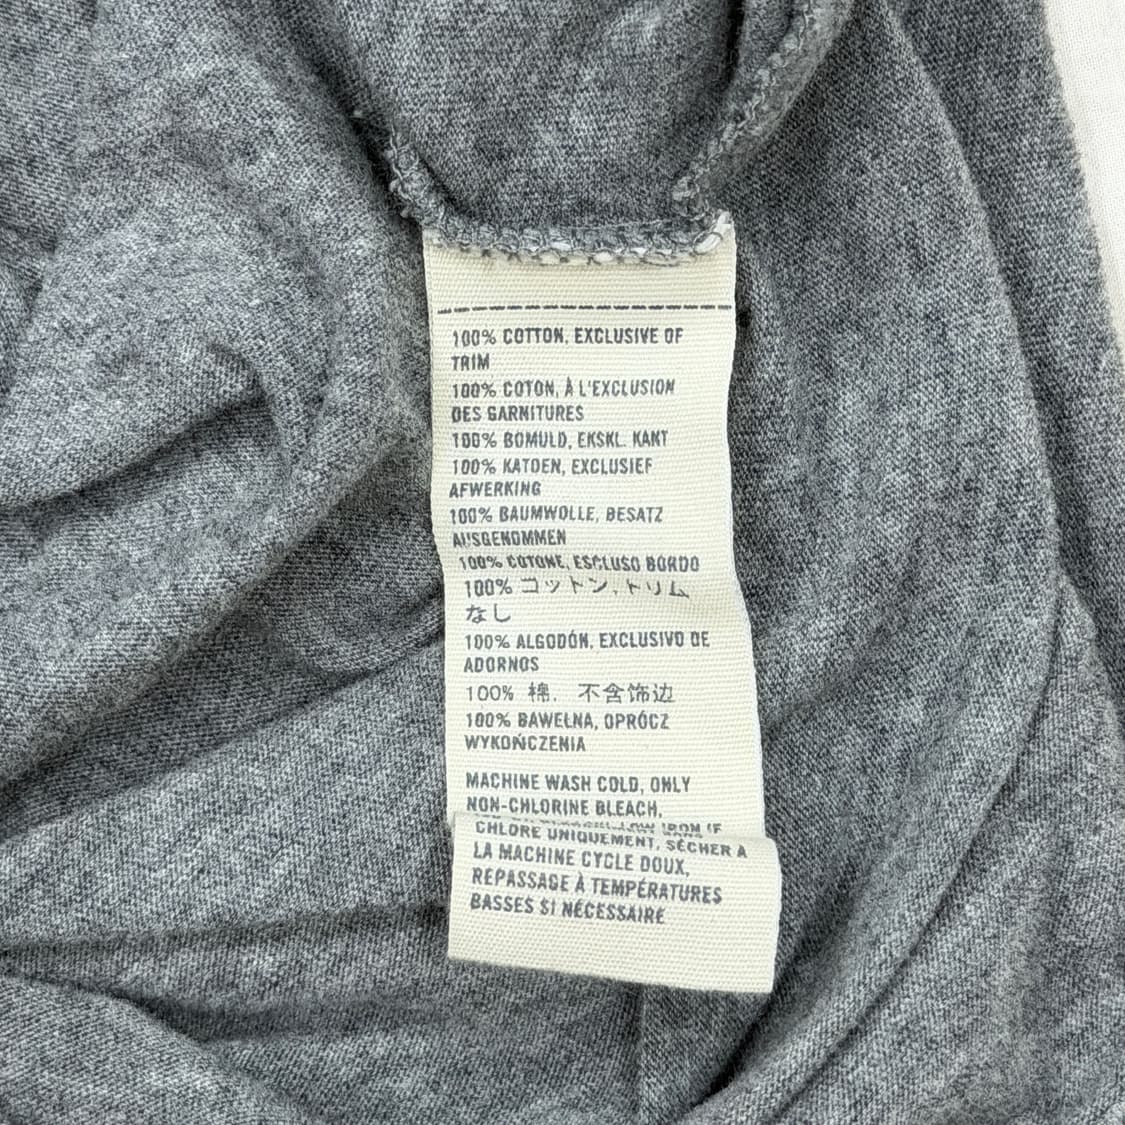 100% COTTON, EXCLUSIVE OF
TRIM
100% COTON, À L'EXCLUSION
DES GARNITURES
100% BOMULD, EKSKL. KANT
100% KATOEN, EXCLUSIEF
AFWERKING
100% BAUMWOLLE, BESATZ
AUSGENOMMEN
100% COTONE, ESCLUSO BORDO
100% コットン、トリム
なし
100% ALGODÓN, EXCLUSIVO DE
ADORNOS
100% 棉, 不含饰边
100% BAWEŁNA, OPRÓCZ
WYKOŃCZENIA
MACHINE WASH COLD, ONLY
NON-CHLORINE BLEACH,
LOW IRON IF
CHLORE UNIQUEMENT, SÉCHER A
LA MACHINE CYCLE DOUX,
REPASSAGE À TEMPÉRATURES
BASSES SI NÉCESSAIRE